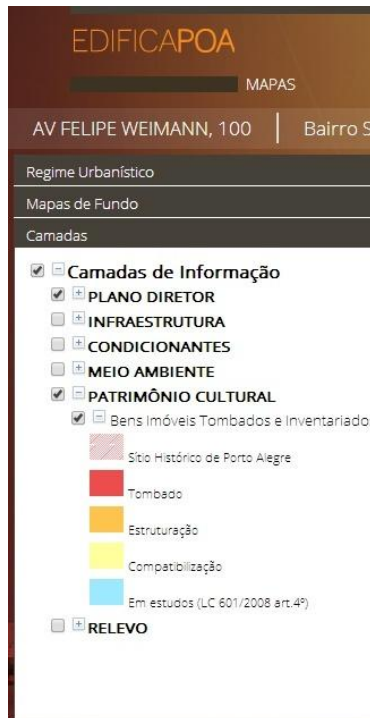 EDIFICAPOA
MAPAS
AV FELIPE WEIMANN, 100 | Bairro S
Regime Urbanístico
Mapas de Fundo
Camadas
Camadas de Informação
PLANO DIRETOR
INFRAESTRUTURA
CONDICIONANTES
MEIO AMBIENTE
PATRIMÔNIO CULTURAL
Bens Imóveis Tombados e Inventariado
Sítio Histórico de Porto Alegre
Tombado
Estruturação
Compatibilização
Em estudos (LC 601/2008 art.4º)
RELEVO